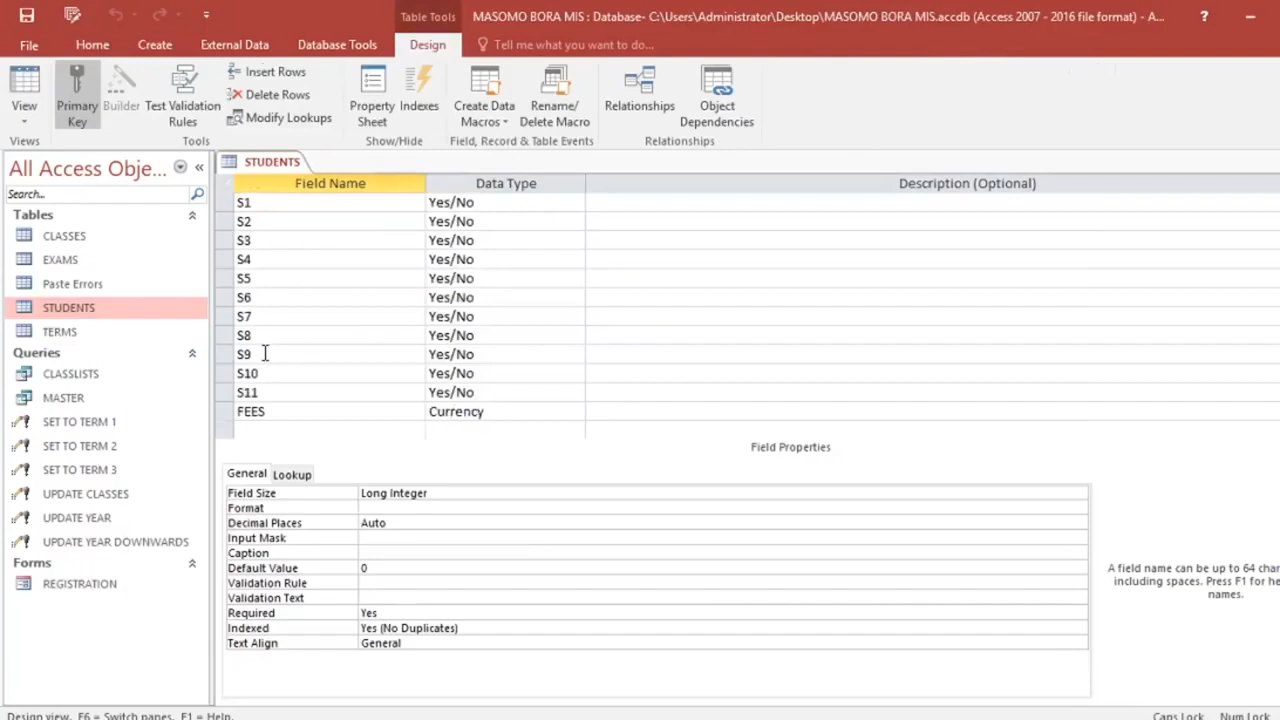 Table Tools
MASOMO BORA MIS : Database- C:\Users\Administrator\Desktop\MASOMO BORA MIS.accdb (Access 2007 - 2016 file format) - A...
?
File
Home
Create
External Data
Database Tools
Design
Tell me what you want to do...
View
Primary Key
Builder
Test Validation Rules
Insert Rows
Delete Rows
Modify Lookups
Property Sheet
Indexes
Create Data Macros
Rename/ Delete Macro
Relationships
Object Dependencies
Views
Tools
Show/Hide
Field, Record & Table Events
Relationships
All Access Obje...
Search...
Tables
CLASSES
EXAMS
Paste Errors
STUDENTS
TERMS
Queries
CLASSLISTS
MASTER
SET TO TERM 1
SET TO TERM 2
SET TO TERM 3
UPDATE CLASSES
UPDATE YEAR
UPDATE YEAR DOWNWARDS
Forms
REGISTRATION
STUDENTS
Field Name Data Type Description (Optional)
S1 Yes/No
S2 Yes/No
S3 Yes/No
S4 Yes/No
S5 Yes/No
S6 Yes/No
S7 Yes/No
S8 Yes/No
S9 Yes/No
S10 Yes/No
S11 Yes/No
FEES Currency
Field Properties
General Lookup
Field Size Long Integer
Format
Decimal Places Auto
Input Mask
Caption
Default Value 0
Validation Rule
Validation Text
Required Yes
Indexed Yes (No Duplicates)
Text Align General
A field name can be up to 64 char
including spaces. Press F1 for he
names.
Design view. F6 = Switch panes. F1 = Help.
Caps Lock Num Lock